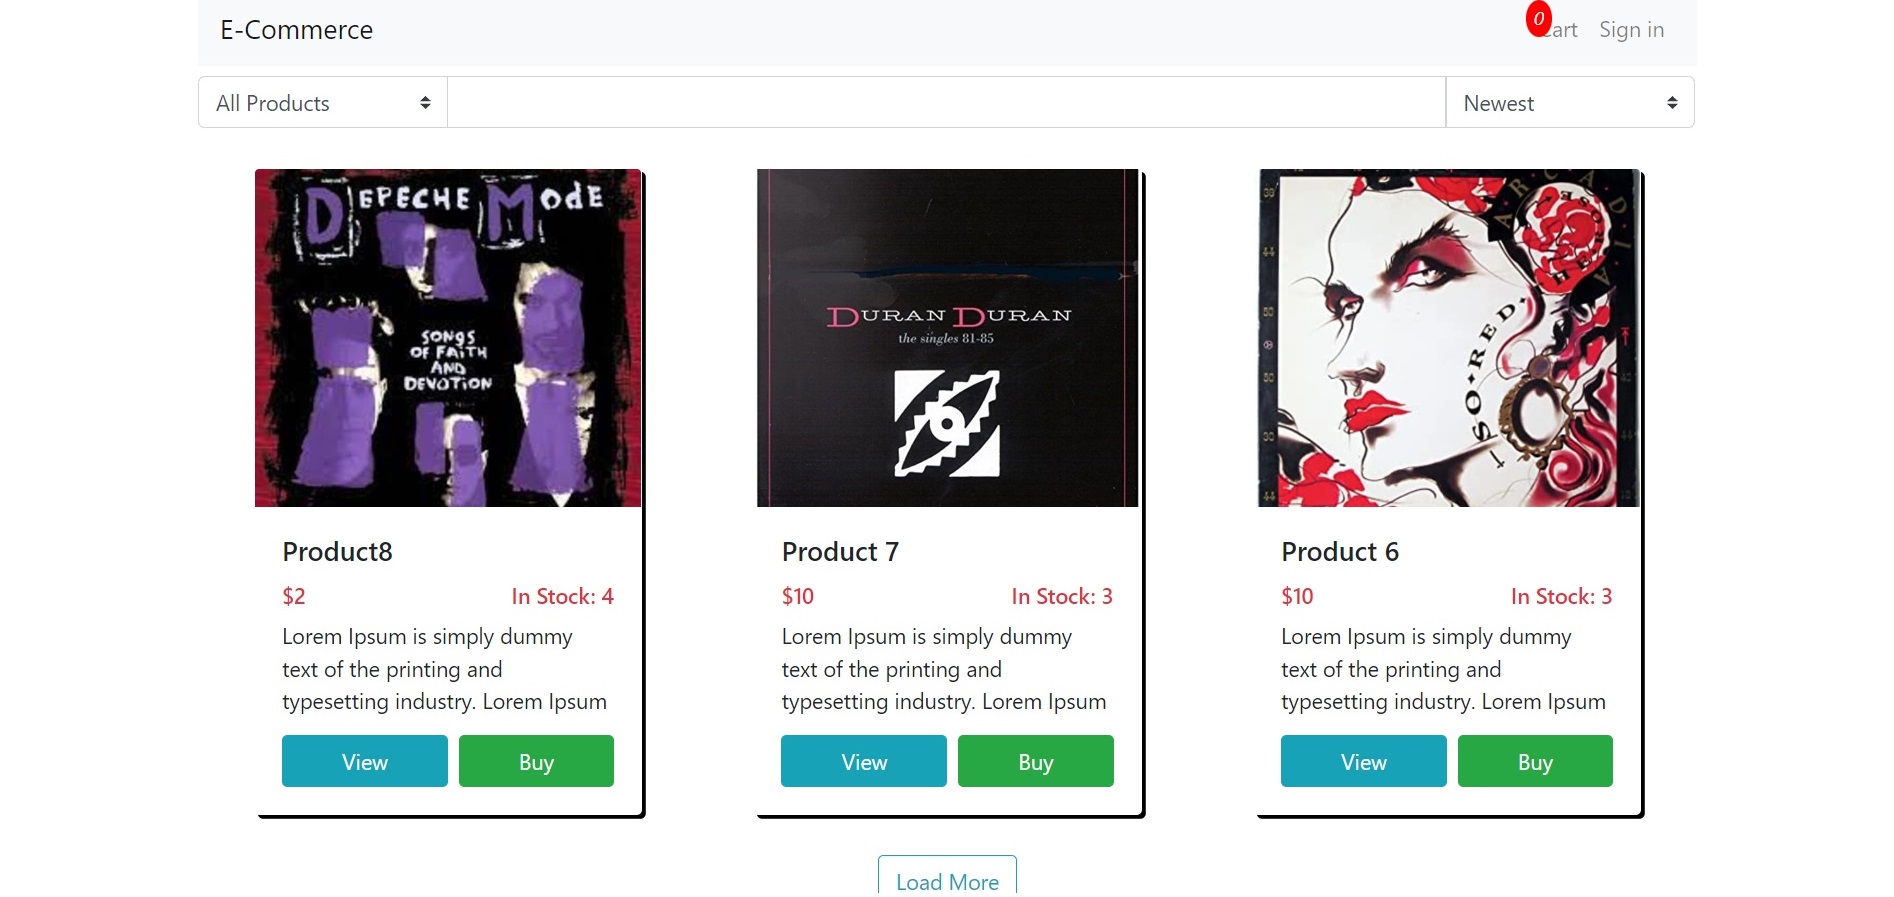 E-Commerce
0
Cart
Sign in
All Products
Newest
DEPECHE MODE
SONGS
OF FAITH
AND
DEVOTION
DURAN DURAN
the singles 81-85
ARCADIA
SO✦RED✦
ROSE
Product8
$2 In Stock: 4
Lorem Ipsum is simply dummy
text of the printing and
typesetting industry. Lorem Ipsum
View Buy
Product 7
$10 In Stock: 3
Lorem Ipsum is simply dummy
text of the printing and
typesetting industry. Lorem Ipsum
View Buy
Product 6
$10 In Stock: 3
Lorem Ipsum is simply dummy
text of the printing and
typesetting industry. Lorem Ipsum
View Buy
Load More